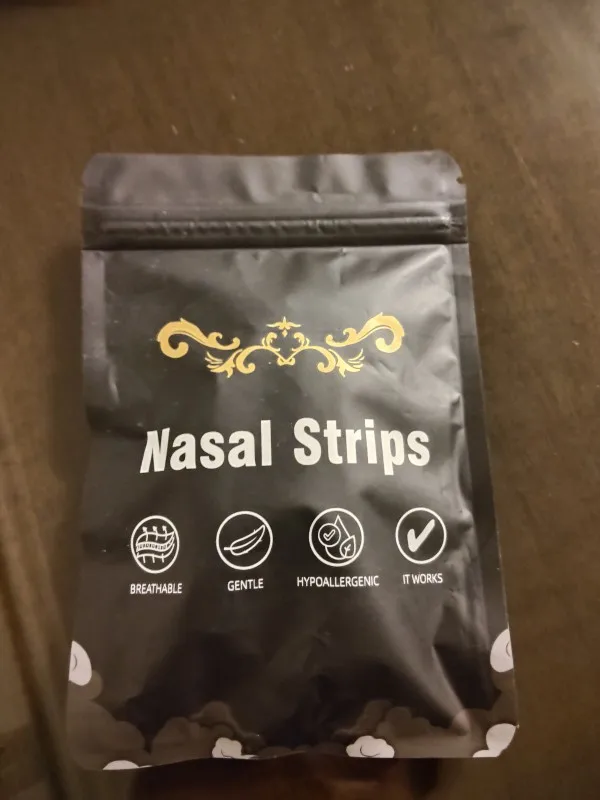 Nasal Strips
BREATHABLE GENTLE HYPOALLERGENIC IT WORKS